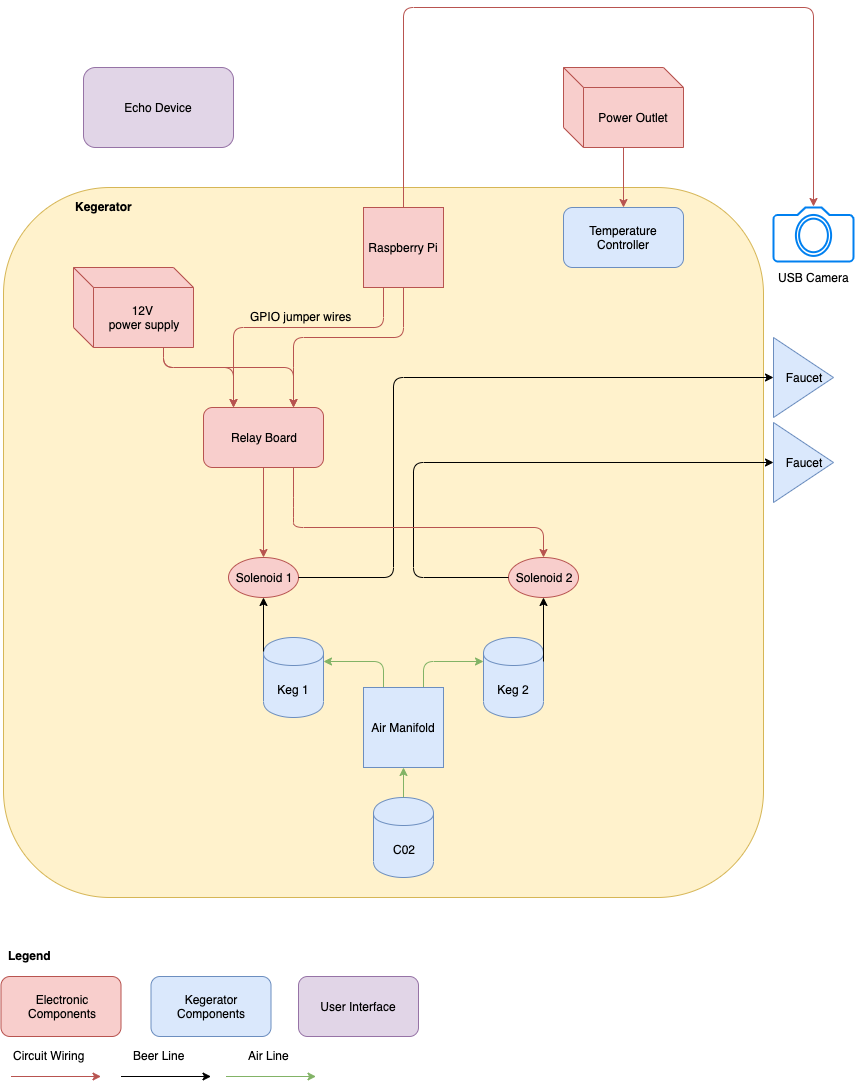 Echo Device
Power Outlet
Kegerator
Raspberry Pi
Temperature
Controller
USB Camera
12V
power supply
GPIO jumper wires
Faucet
Relay Board
Faucet
Solenoid 1
Solenoid 2
Keg 1
Keg 2
Air Manifold
C02
Legend
Electronic
Components
Kegerator
Components
User Interface
Circuit Wiring
Beer Line
Air Line